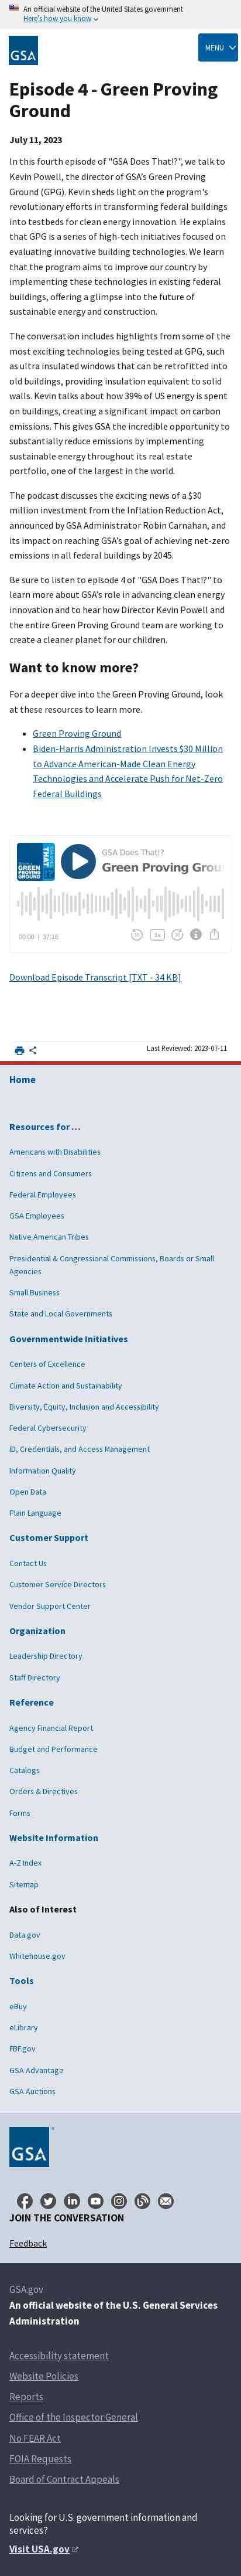 An official website of the United States government
Here's how you know
GSA
MENU
Episode 4 - Green Proving
Ground
July 11, 2023
In this fourth episode of "GSA Does That!?", we talk to
Kevin Powell, the director of GSA's Green Proving
Ground (GPG). Kevin sheds light on the program's
revolutionary efforts in transforming federal buildings
into testbeds for clean energy innovation. He explains
that GPG is a series of high-tech initiatives focused on
evaluating innovative building technologies. We learn
that their work is crucial as they aim to improve our
understanding of how we can improve our country by
implementing these exciting technologies. They are
effectively offering a glimpse into the future of
sustainable energy and construction.
The conversation includes highlights from some of the
most exciting technologies being tested at GPG, such
as ultra insulated windows that can be retrofitted into
old buildings, providing insulation equivalent to solid
walls. Kevin talks about how 39% of US energy is spent
on buildings, creating a significant impact on carbon
emissions. This gives GSA the incredible opportunity to
substantially reduce emissions by implementing
sustainable energy throughout its real estate
portfolio, one of the largest in the world.
The podcast discusses the exciting news of a $30
million investment from the Inflation Reduction Act,
announced by GSA Administrator Robin Carnahan, and
its impact on reaching GSA's goal of achieving net-zero
emissions in all federal buildings by 2045.
Be sure to listen to episode 4 of "GSA Does That!?" to
learn more about GSA's role in advancing clean energy
innovation and to hear how Director Kevin Powell and
the entire Green Proving Ground team are working to
create a cleaner planet for our children.
Want to know more?
For a deeper dive into the Green Proving Ground, look
at these resources to learn more.
Green Proving Ground
Biden-Harris Administration Invests $30 Million
to Advance American-Made Clean Energy
Technologies and Accelerate Push for Net-Zero
Federal Buildings
GSA Does That!?
Green Proving Groun
00:00 | 37:26
1x
Download Episode Transcript [TXT - 34 KB]
Last Reviewed: 2023-07-11
Home
Resources for …
Americans with Disabilities
Citizens and Consumers
Federal Employees
GSA Employees
Native American Tribes
Presidential & Congressional Commissions, Boards or Small
Agencies
Small Business
State and Local Governments
Governmentwide Initiatives
Centers of Excellence
Climate Action and Sustainability
Diversity, Equity, Inclusion and Accessibility
Federal Cybersecurity
ID, Credentials, and Access Management
Information Quality
Open Data
Plain Language
Customer Support
Contact Us
Customer Service Directors
Vendor Support Center
Organization
Leadership Directory
Staff Directory
Reference
Agency Financial Report
Budget and Performance
Catalogs
Orders & Directives
Forms
Website Information
A-Z Index
Sitemap
Also of Interest
Data.gov
Whitehouse.gov
Tools
eBuy
eLibrary
FBF.gov
GSA Advantage
GSA Auctions
GSA
JOIN THE CONVERSATION
Feedback
GSA.gov
An official website of the U.S. General Services
Administration
Accessibility statement
Website Policies
Reports
Office of the Inspector General
No FEAR Act
FOIA Requests
Board of Contract Appeals
Looking for U.S. government information and
services?
Visit USA.gov